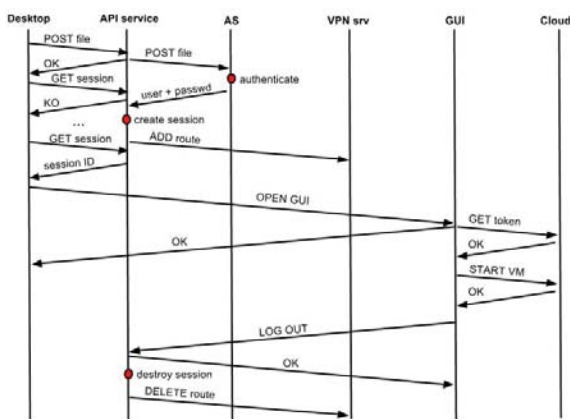 Desktop API service AS VPN srv GUI Cloud
POST file
POST file
OK
GET session
authenticate
user + passwd
KO
create session
...
GET session
ADD route
session ID
OPEN GUI
GET token
OK
OK
START VM
OK
LOG OUT
OK
destroy session
DELETE route